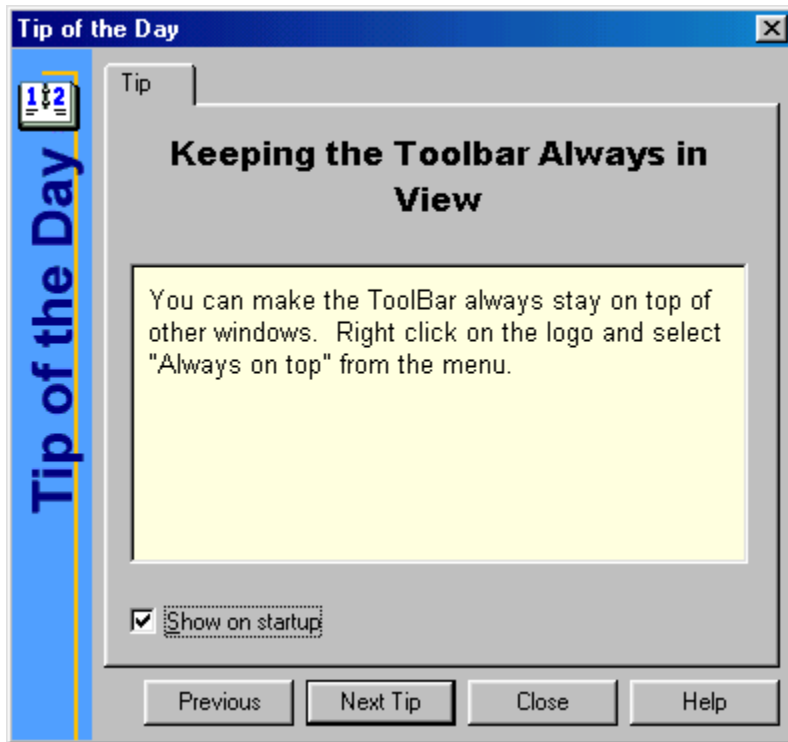 Tip of the Day
1 2
Tip of the Day
Tip
Keeping the Toolbar Always in
View
You can make the ToolBar always stay on top of
other windows.  Right click on the logo and select
"Always on top" from the menu.
Show on startup
Previous
Next Tip
Close
Help